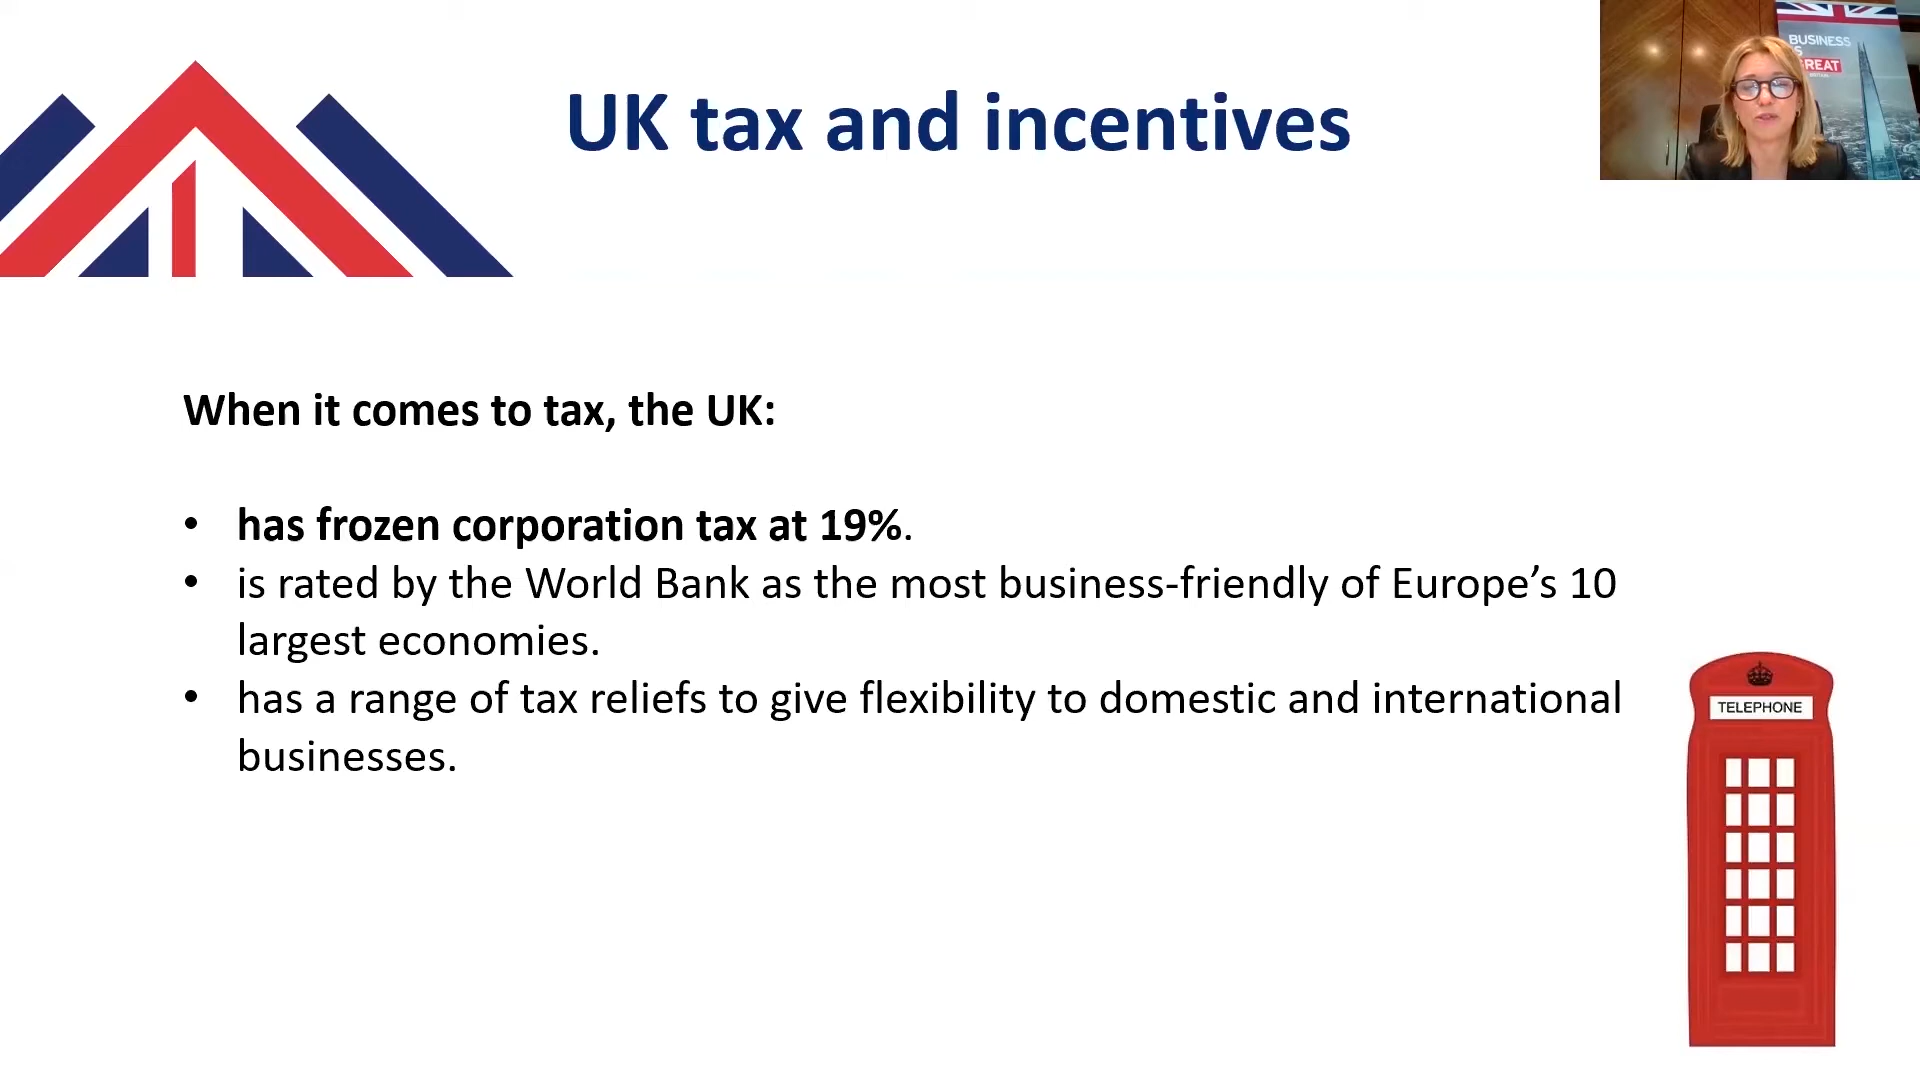 UK tax and incentives
BUSINESS
GREAT
When it comes to tax, the UK:
• has frozen corporation tax at 19%.
• is rated by the World Bank as the most business-friendly of Europe’s 10
largest economies.
• has a range of tax reliefs to give flexibility to domestic and international
businesses.
TELEPHONE